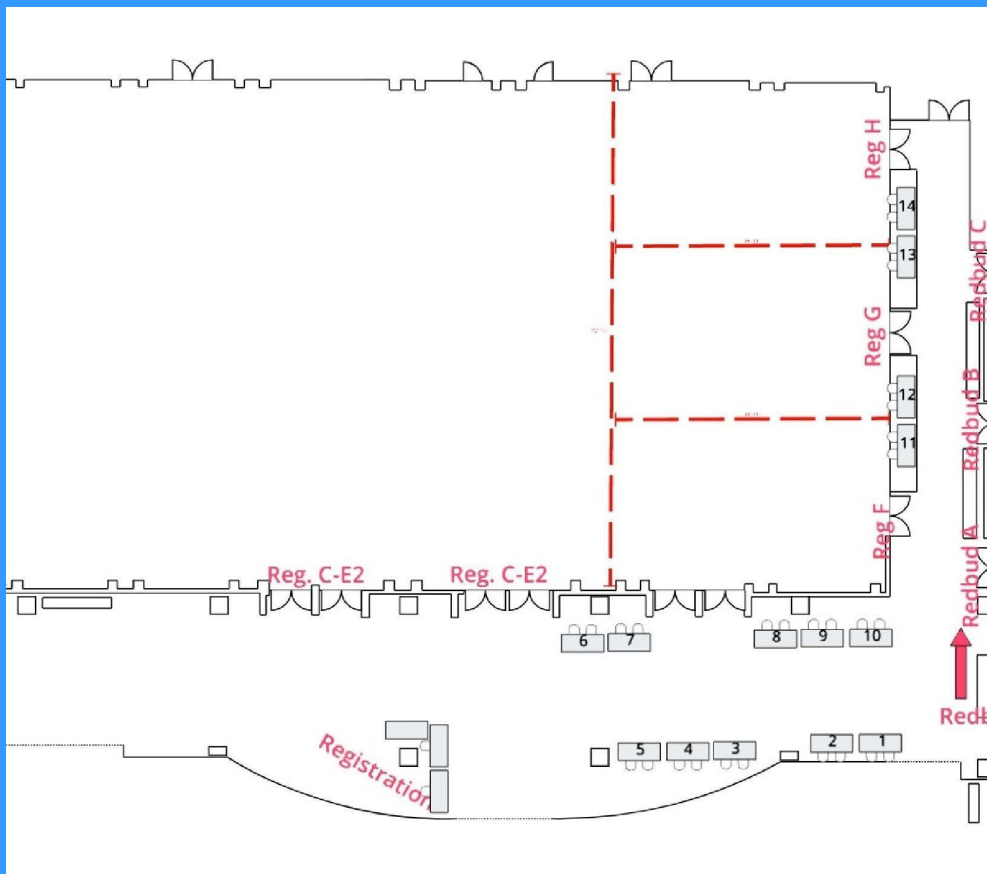 Reg H
14
13
Redbud C
Reg G
12
Redbud B
11
Reg F
Redbud A
Reg. C-E2
Reg. C-E2
6
7
8
9
10
Redb
Registration
5
4
3
2
1